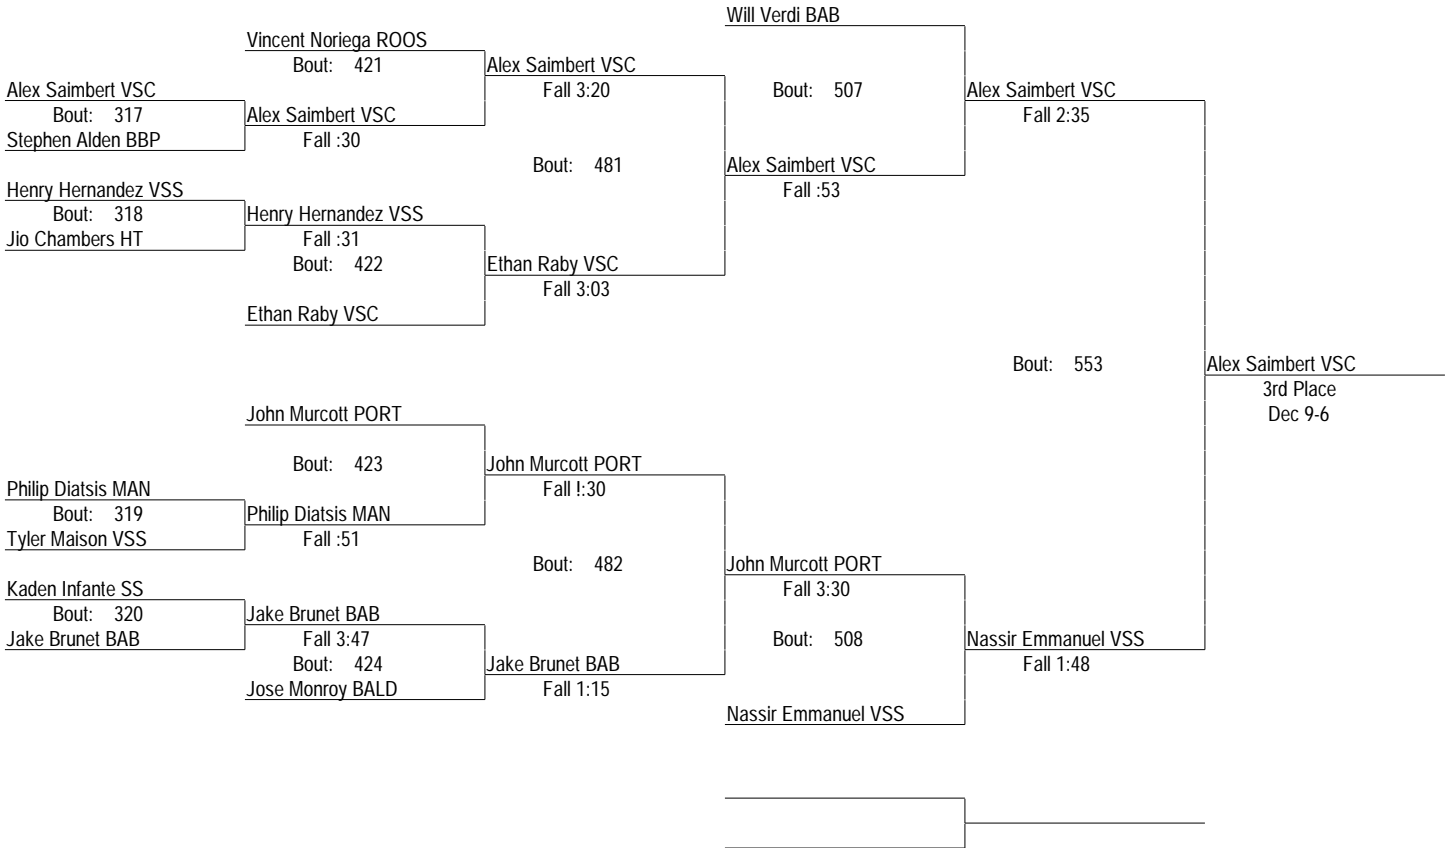 Will Verdi BAB
Vincent Noriega ROOS
Bout: 421
Alex Saimbert VSC
Fall 3:20
Bout: 507
Alex Saimbert VSC
Fall 2:35
Alex Saimbert VSC
Bout: 317
Stephen Alden BBP
Alex Saimbert VSC
Fall :30
Bout: 481
Alex Saimbert VSC
Fall :53
Henry Hernandez VSS
Bout: 318
Jio Chambers HT
Henry Hernandez VSS
Fall :31
Bout: 422
Ethan Raby VSC
Fall 3:03
Ethan Raby VSC
Bout: 553
Alex Saimbert VSC
3rd Place
Dec 9-6
John Murcott PORT
Bout: 423
John Murcott PORT
Fall !:30
Philip Diatsis MAN
Bout: 319
Tyler Maison VSS
Philip Diatsis MAN
Fall :51
Bout: 482
John Murcott PORT
Fall 3:30
Kaden Infante SS
Bout: 320
Jake Brunet BAB
Jake Brunet BAB
Fall 3:47
Bout: 424
Jose Monroy BALD
Jake Brunet BAB
Fall 1:15
Bout: 508
Nassir Emmanuel VSS
Fall 1:48
Nassir Emmanuel VSS